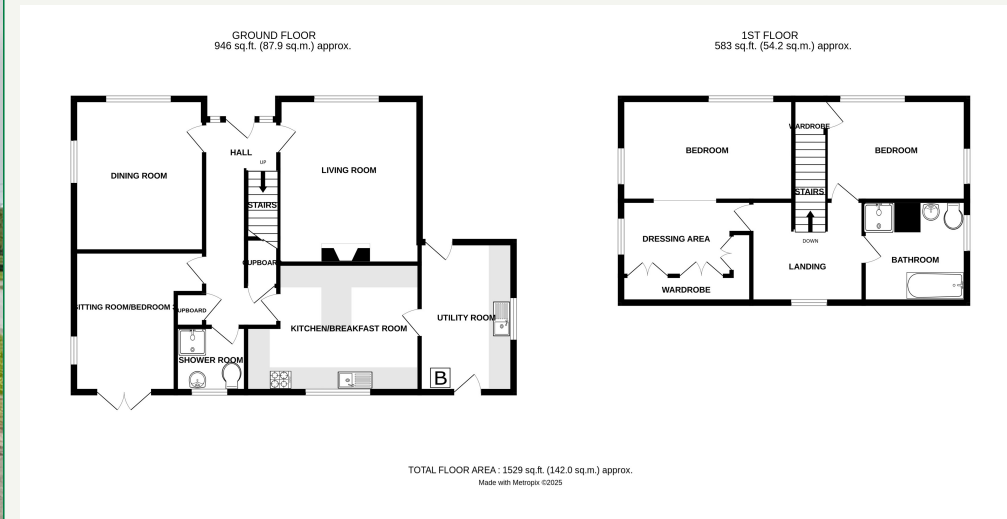 GROUND FLOOR
946 sq.ft. (87.9 sq.m.) approx.
1ST FLOOR
583 sq.ft. (54.2 sq.m.) approx.
DINING ROOM
HALL
UP
LIVING ROOM
STAIRS
CUPBOARD
SITTING ROOM/BEDROOM
CUPBOARD
KITCHEN/BREAKFAST ROOM
UTILITY ROOM
SHOWER ROOM
B
BEDROOM
WARDROBE
BEDROOM
STAIRS
DRESSING AREA
DOWN
LANDING
BATHROOM
WARDROBE
TOTAL FLOOR AREA : 1529 sq.ft. (142.0 sq.m.) approx.
Made with Metropix ©2025